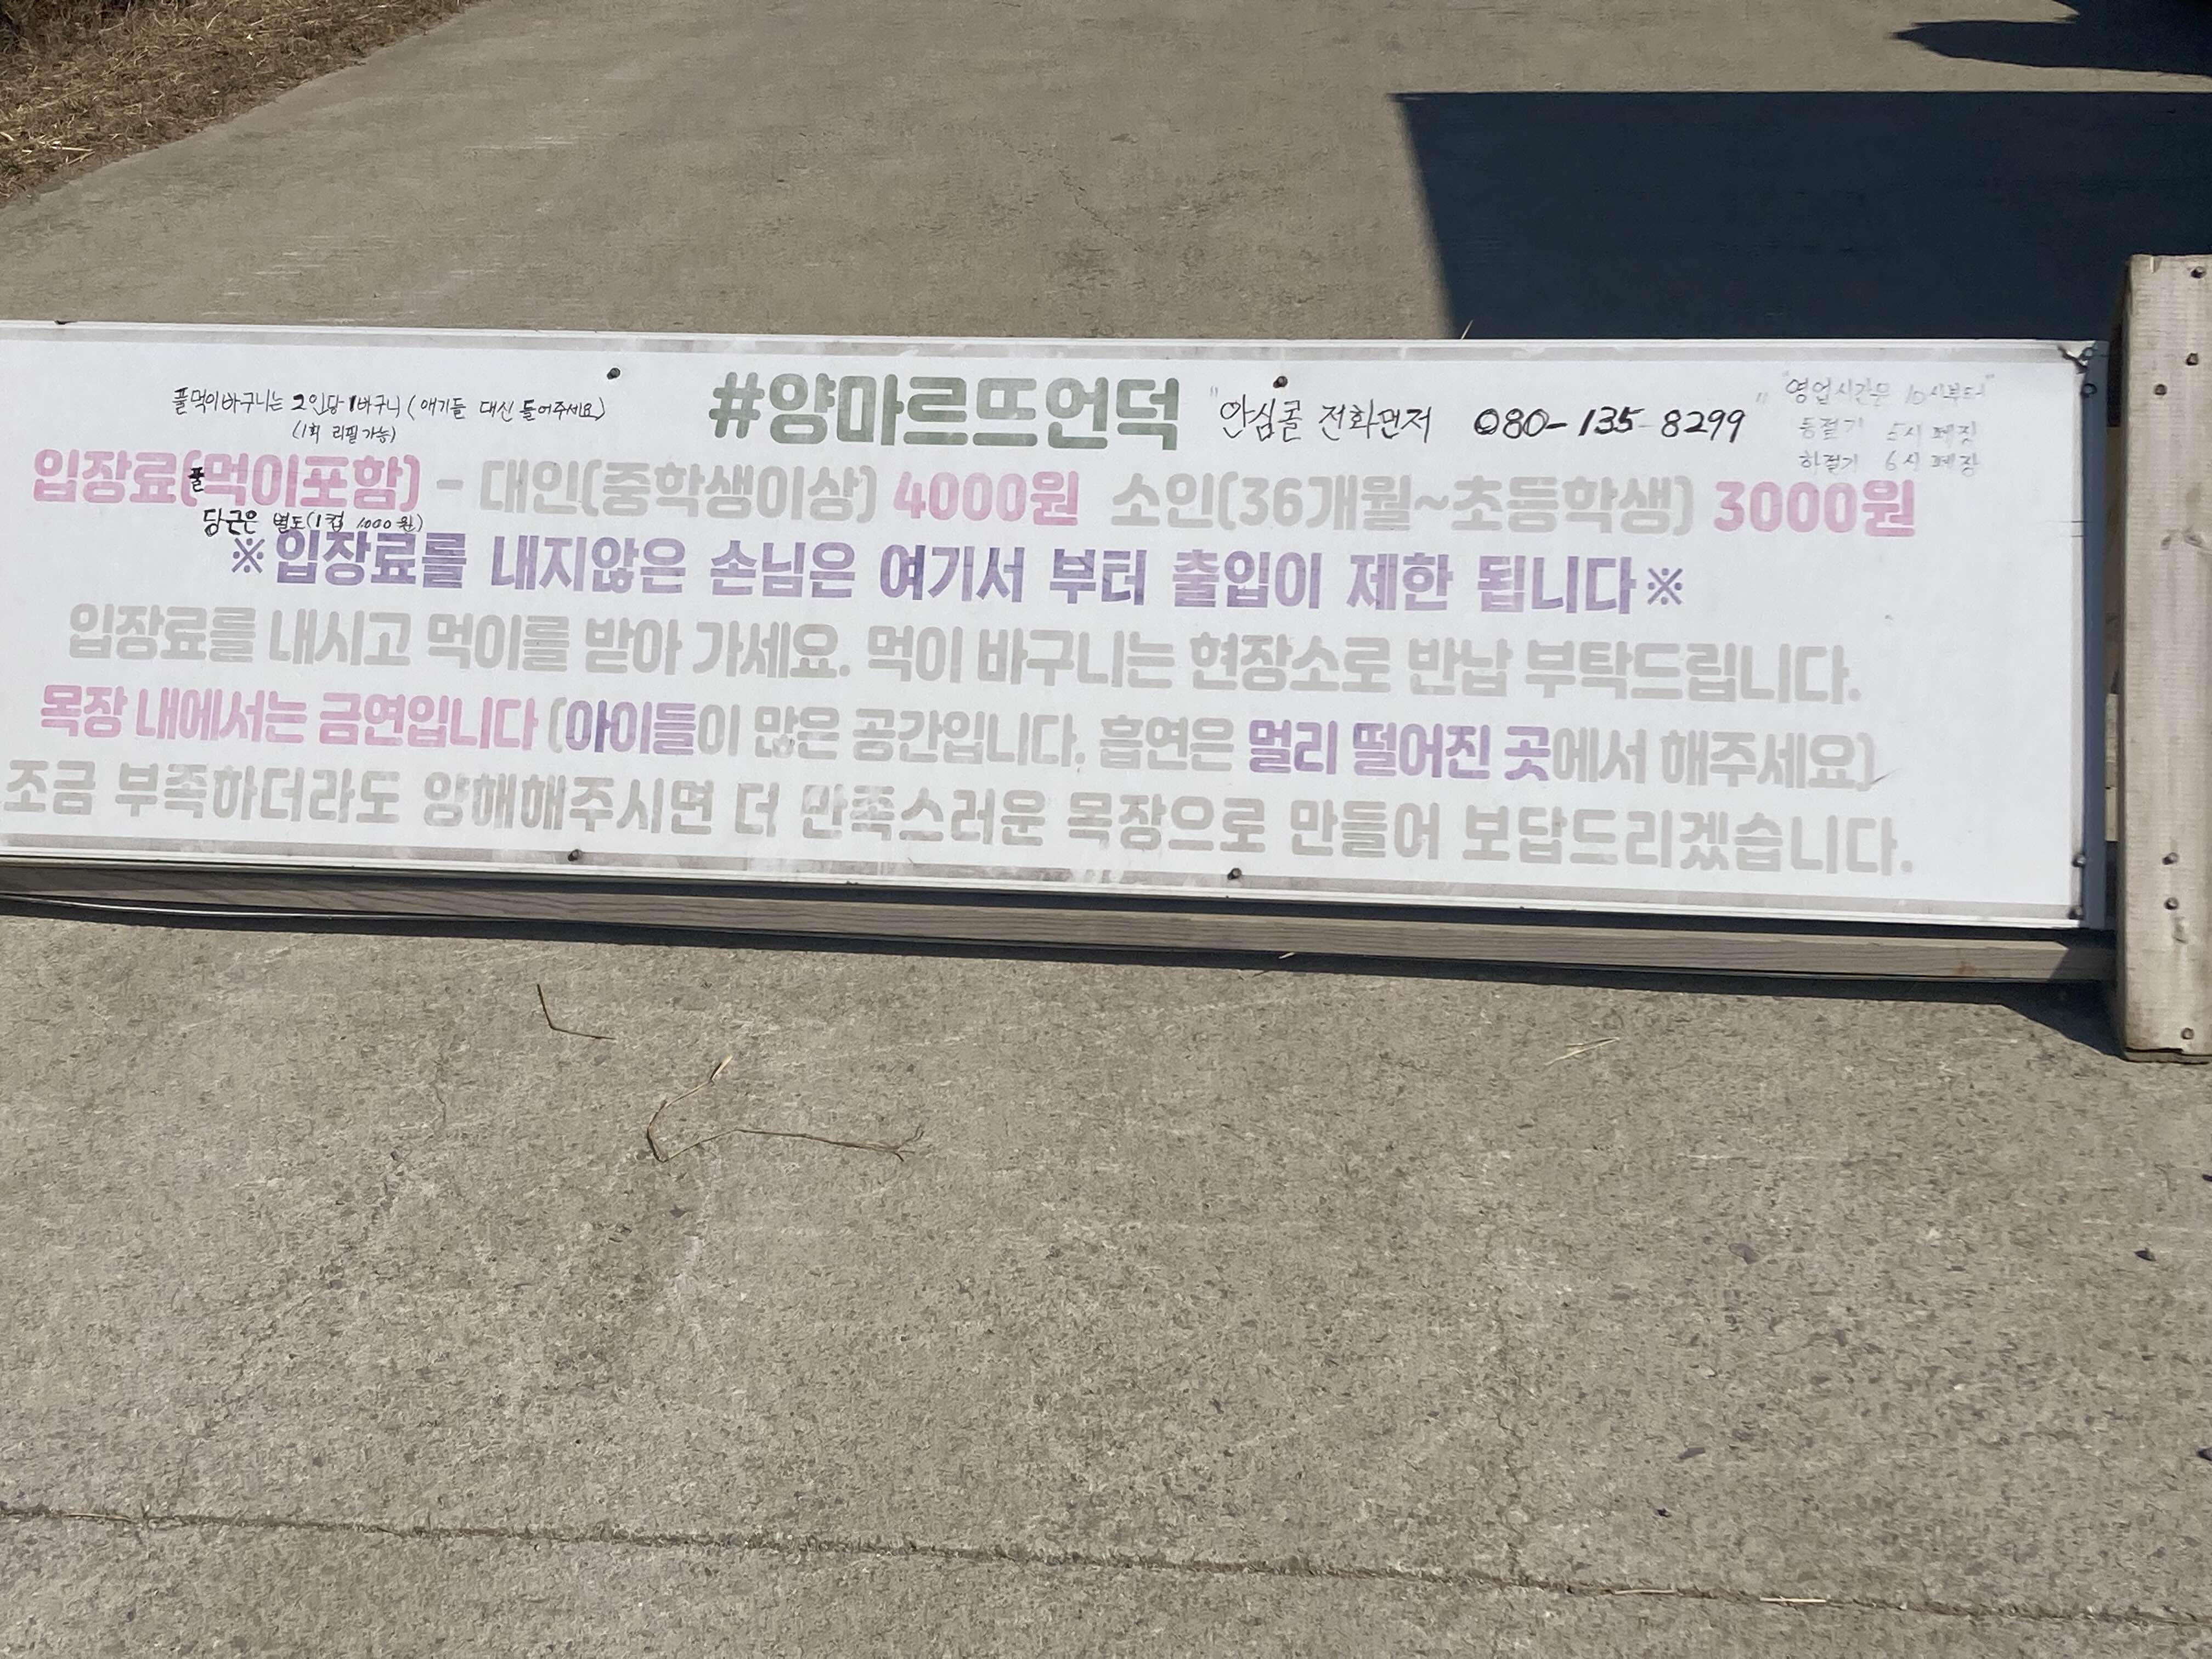 풀먹이바구니는 2인당 1바구니 (애기들 대신 들어주세요)
(1회 리필가능)
#양마르뜨언덕
"안심콜 전화먼저 080-135-8299"
"영업시간은 10시부터"
동절기 5시 폐장
하절기 6시 폐장
입장료(풀먹이포함) - 대인(중학생이상) 4000원 소인(36개월~초등학생) 3000원
당근은 별도(1컵 1000원)
※입장료를 내지않은 손님은 여기서 부터 출입이 제한 됩니다※
입장료를 내시고 먹이를 받아 가세요. 먹이 바구니는 현장소로 반납 부탁드립니다.
목장 내에서는 금연입니다 (아이들이 많은 공간입니다. 흡연은 멀리 떨어진 곳에서 해주세요)
조금 부족하더라도 양해해주시면 더 만족스러운 목장으로 만들어 보답드리겠습니다.